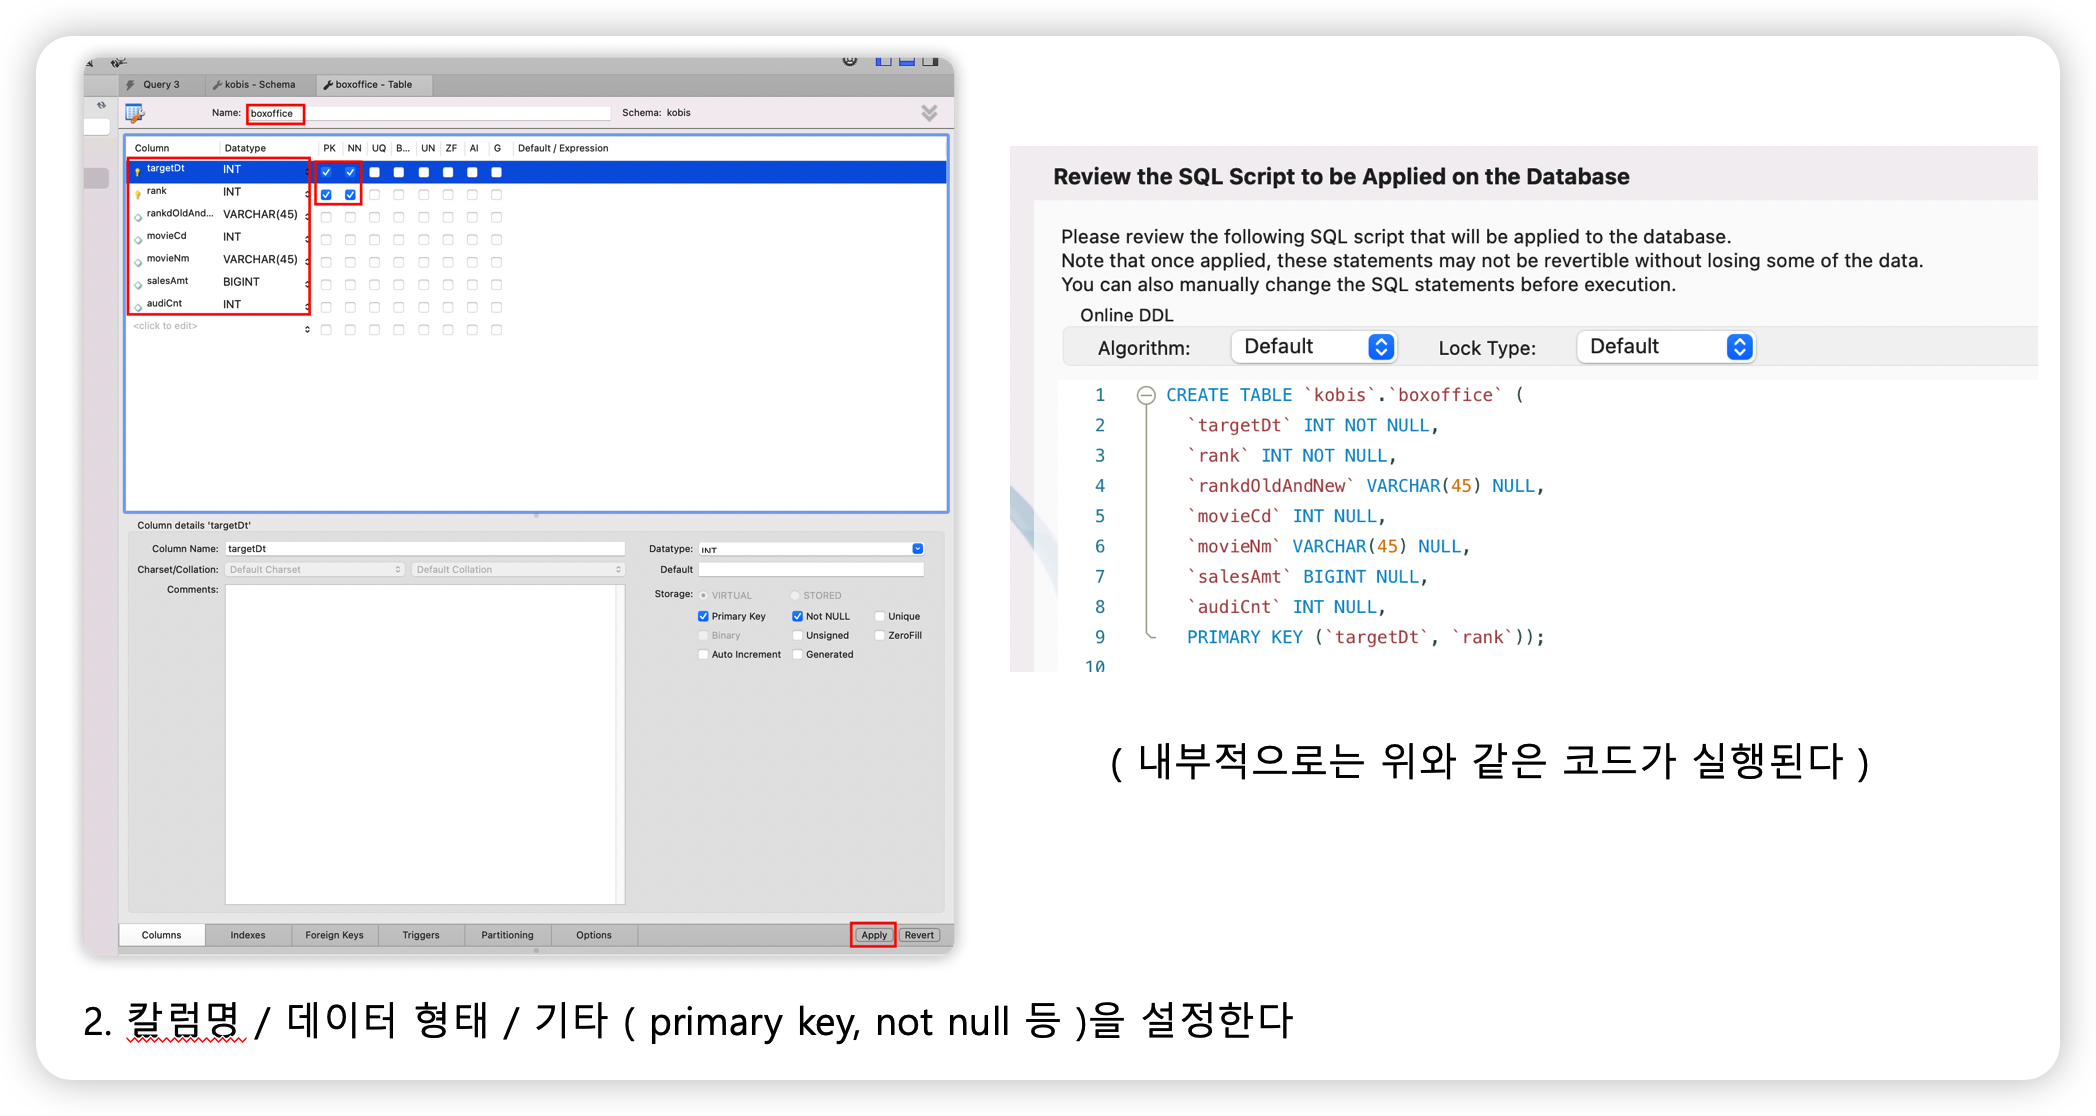 Query 3
kobis - Schema
boxoffice - Table
Name: boxoffice
Schema: kobis
Column Datatype PK NN UQ B... UN ZF AI G Default / Expression
targetDt INT
rank INT
rankdOldAnd... VARCHAR(45)
movieCd INT
movieNm VARCHAR(45)
salesAmt BIGINT
audiCnt INT
<click to edit>
Column details 'targetDt'
Column Name: targetDt
Charset/Collation: Default Charset Default Collation
Comments:
Datatype: INT
Default
Storage: VIRTUAL STORED
Primary Key Not NULL Unique
Binary Unsigned ZeroFill
Auto Increment Generated
Columns Indexes Foreign Keys Triggers Partitioning Options Apply Revert
Review the SQL Script to be Applied on the Database
Please review the following SQL script that will be applied to the database.
Note that once applied, these statements may not be revertible without losing some of the data.
You can also manually change the SQL statements before execution.
Online DDL
Algorithm: Default Lock Type: Default
1 CREATE TABLE `kobis`.`boxoffice` (
2 `targetDt` INT NOT NULL,
3 `rank` INT NOT NULL,
4 `rankdOldAndNew` VARCHAR(45) NULL,
5 `movieCd` INT NULL,
6 `movieNm` VARCHAR(45) NULL,
7 `salesAmt` BIGINT NULL,
8 `audiCnt` INT NULL,
9 PRIMARY KEY (`targetDt`, `rank`));
10
( 내부적으로는 위와 같은 코드가 실행된다 )
2. 칼럼명 / 데이터 형태 / 기타 ( primary key, not null 등 )을 설정한다